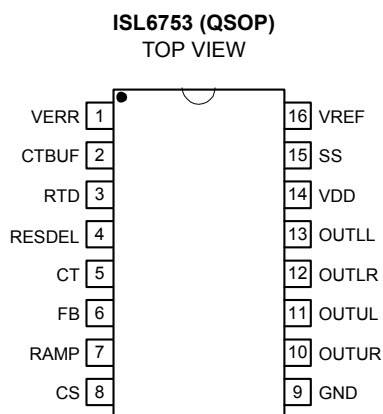 ISL6753 (QSOP)
TOP VIEW
VERR 1 16 VREF
CTBUF 2 15 SS
RTD 3 14 VDD
RESDEL 4 13 OUTLL
CT 5 12 OUTLR
FB 6 11 OUTUL
RAMP 7 10 OUTUR
CS 8 9 GND